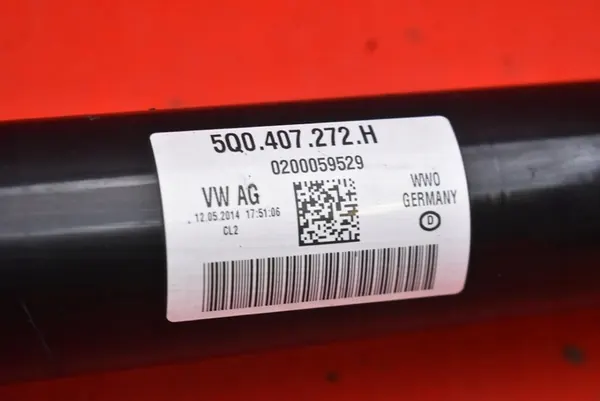 5Q0.407.272.H
0200059529
VW AG
12.05.2014 17:51:06
CL2
WWO
GERMANY
D